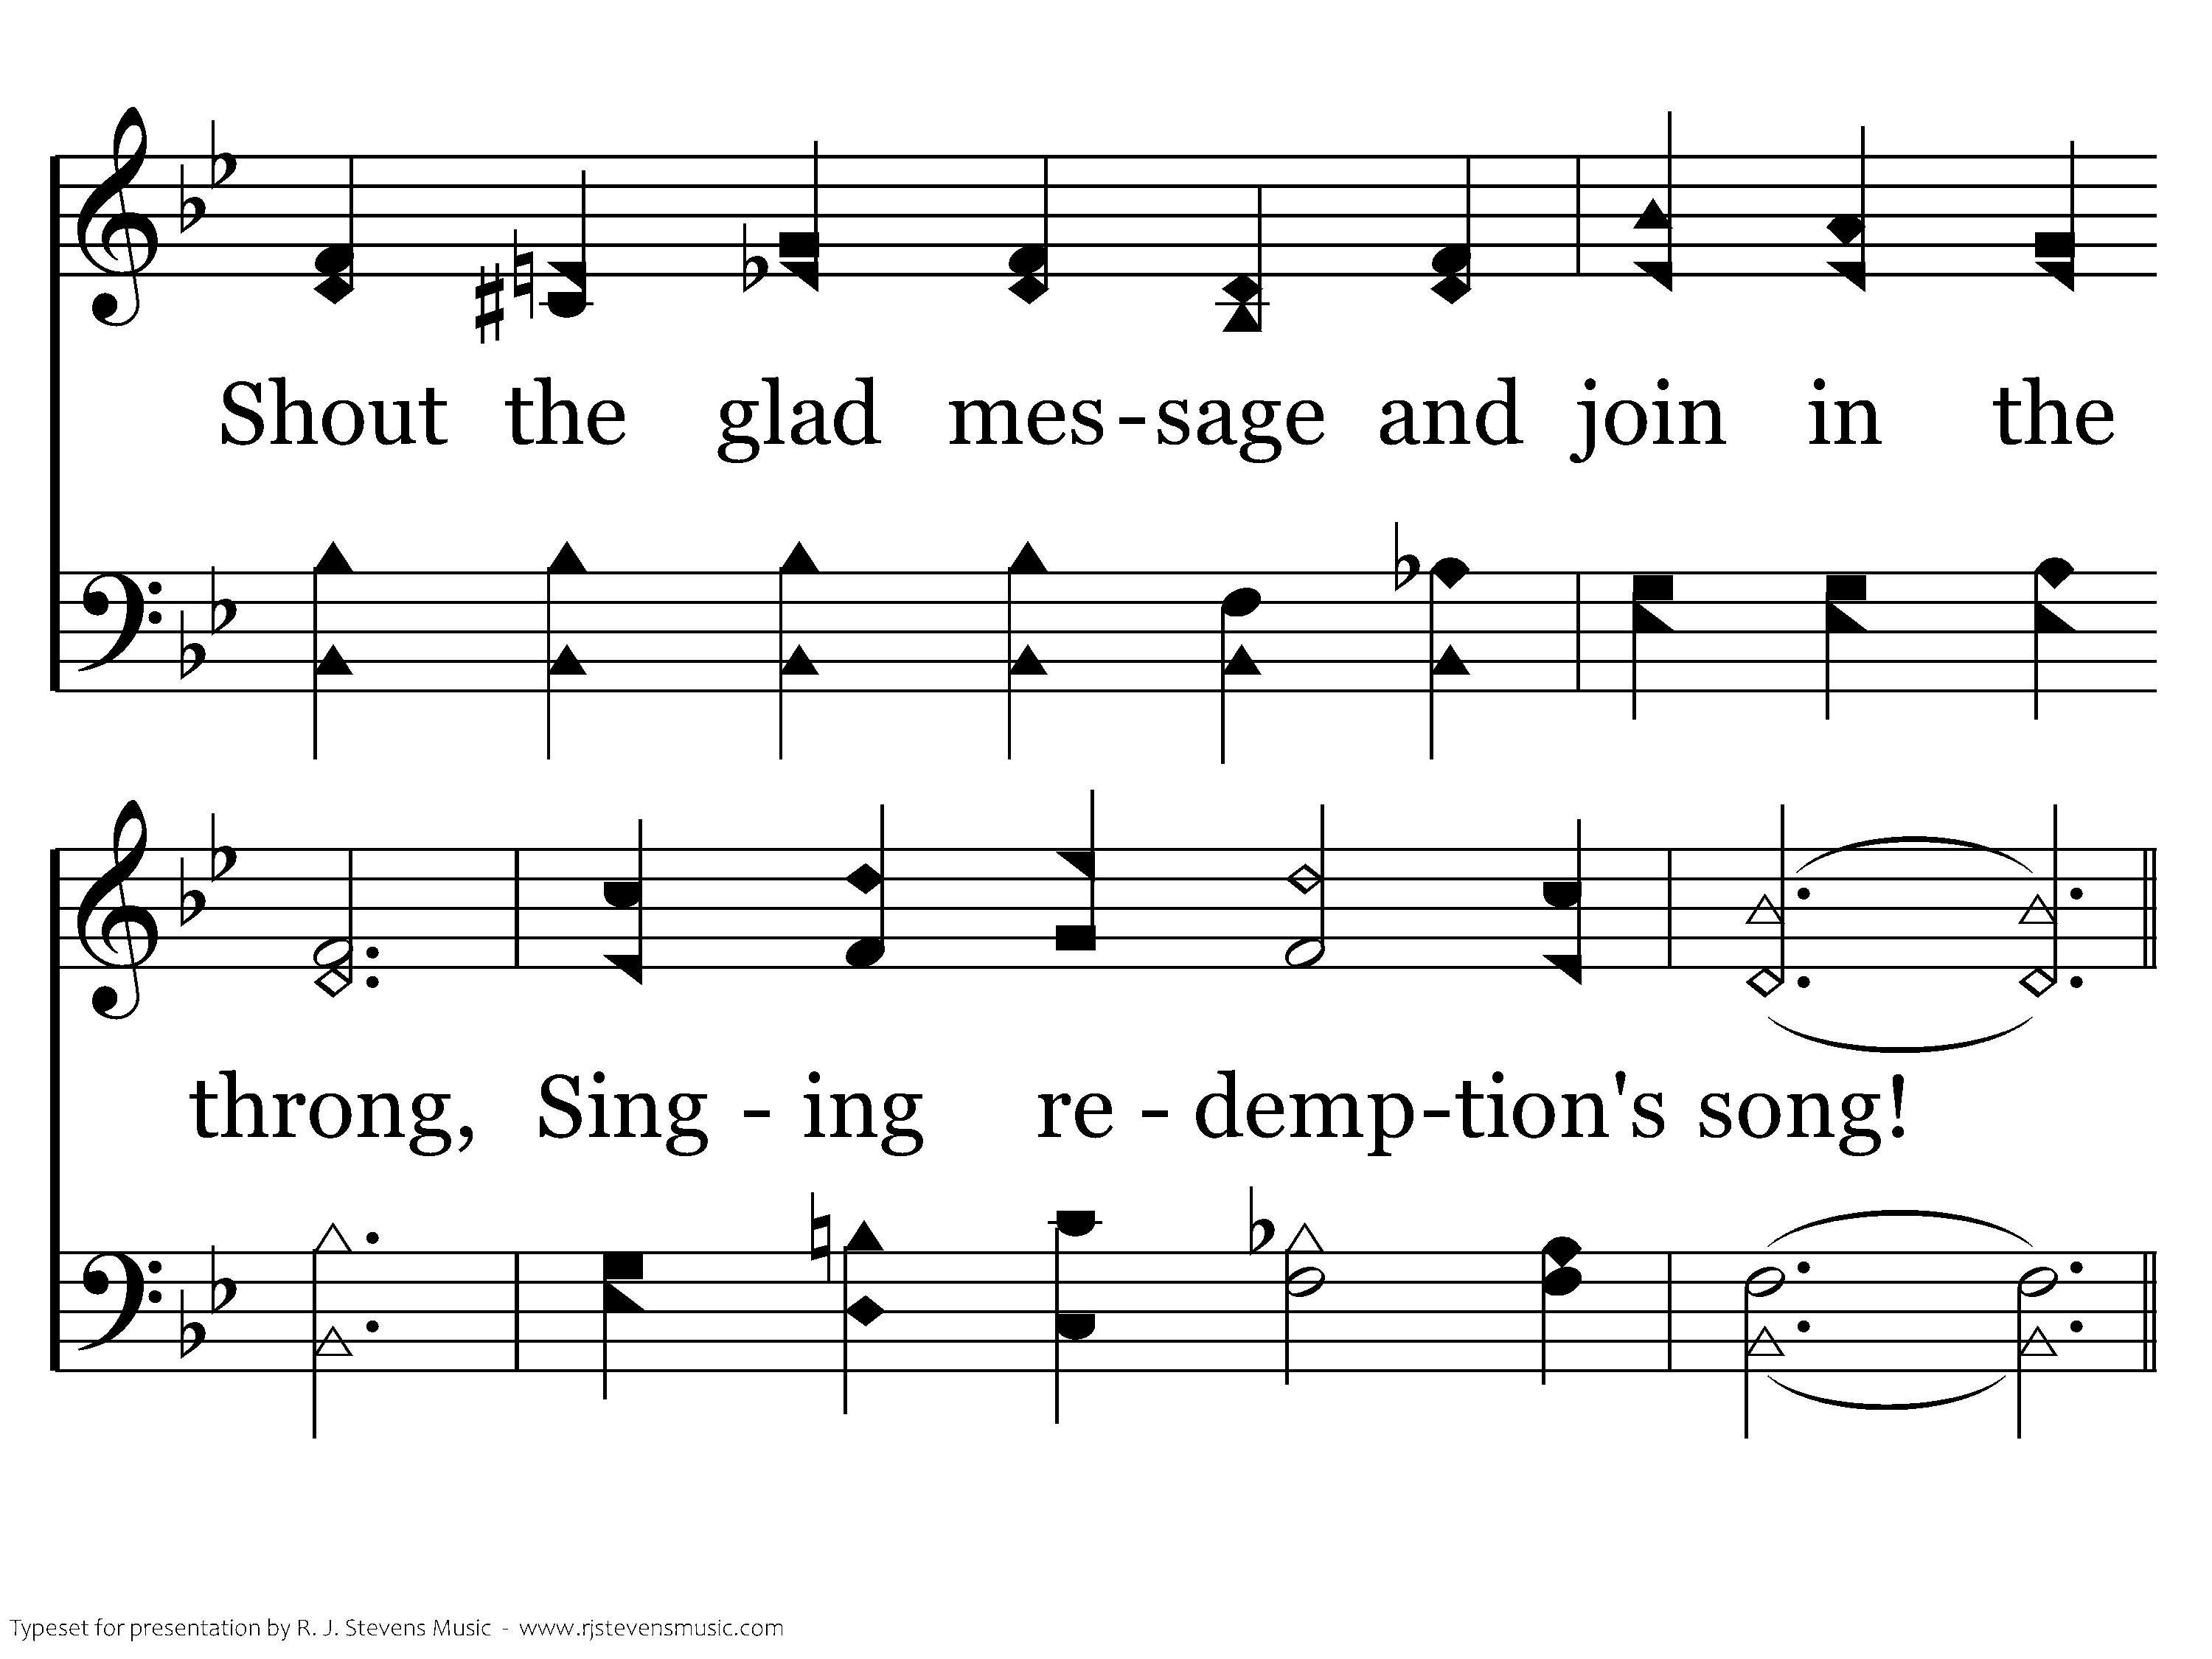 Shout the glad mes-sage and join in the
throng, Sing - ing re - demp-tion's song!
Typeset for presentation by R. J. Stevens Music - www.rjstevensmusic.com